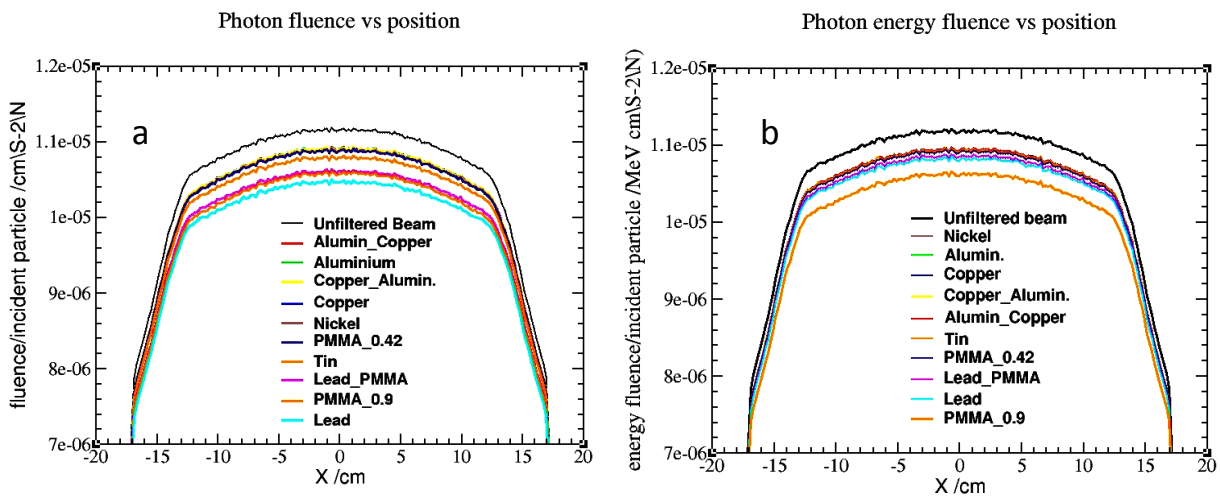 Photon fluence vs position
fluence/incident particle /cm\S-2\N
1.2e-05
1.1e-05
1e-05
9e-06
8e-06
7e-06
a
Unfiltered Beam
Alumin_Copper
Aluminium
Copper_Alumin.
Copper
Nickel
PMMA_0.42
Tin
Lead_PMMA
PMMA_0.9
Lead
-20 -15 -10 -5 0 5 10 15 20
X /cm
Photon energy fluence vs position
energy fluence/incident particle /MeV cm\S-2\N)
1.2e-05
1.1e-05
1e-05
9e-06
8e-06
7e-06
b
Unfiltered beam
Nickel
Alumin.
Copper
Copper_Alumin.
Alumin_Copper
Tin
PMMA_0.42
Lead_PMMA
Lead
PMMA_0.9
-20 -15 -10 -5 0 5 10 15 20
X /cm